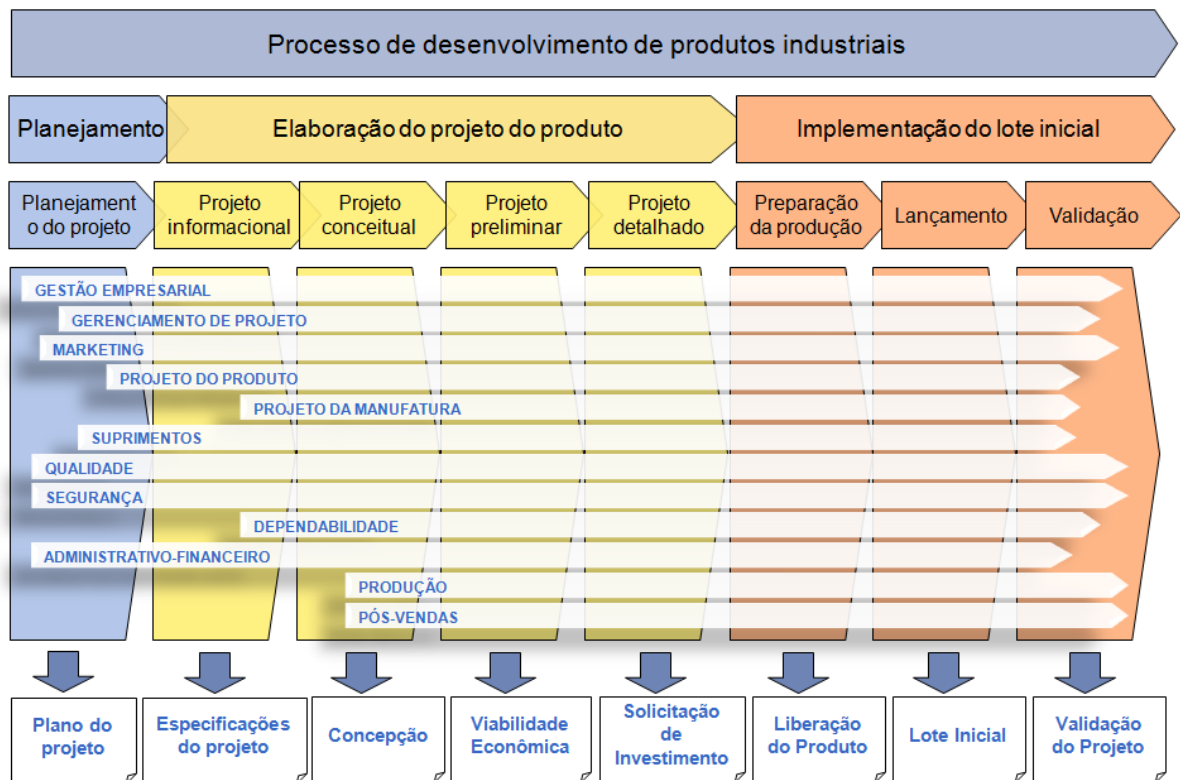 Processo de desenvolvimento de produtos industriais
Planejamento
Elaboração do projeto do produto
Implementação do lote inicial
Planejament
o do projeto
Projeto
informacional
Projeto
conceitual
Projeto
preliminar
Projeto
detalhado
Preparação
da produção
Lançamento
Validação
GESTÃO EMPRESARIAL
GERENCIAMENTO DE PROJETO
MARKETING
PROJETO DO PRODUTO
PROJETO DA MANUFATURA
SUPRIMENTOS
QUALIDADE
SEGURANÇA
DEPENDABILIDADE
ADMINISTRATIVO-FINANCEIRO
PRODUÇÃO
PÓS-VENDAS
Plano do
projeto
Especificações
do projeto
Concepção
Viabilidade
Econômica
Solicitação
de
Investimento
Liberação
do Produto
Lote Inicial
Validação
do Projeto